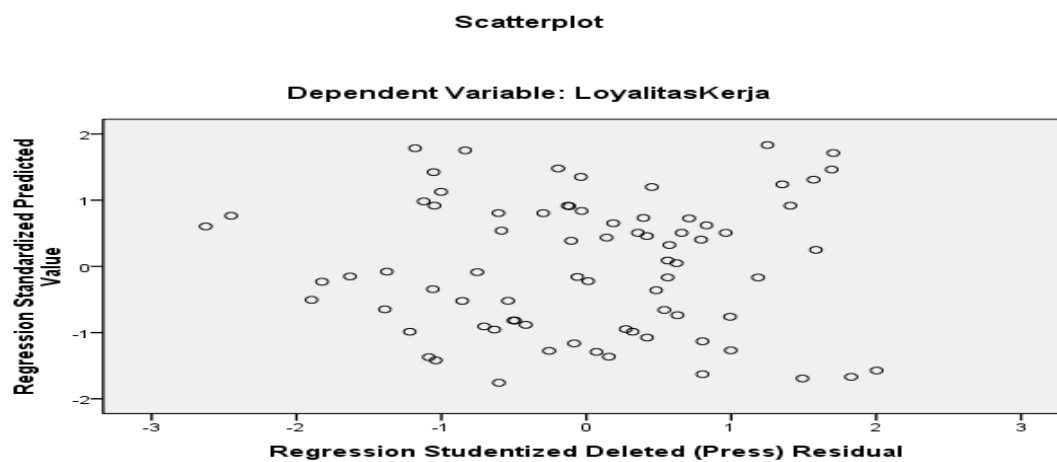 Scatterplot
Dependent Variable: LoyalitasKerja
Regression Standardized Predicted
Value
2
1
0
-1
-2
-3
-2
-1
0
1
2
3
Regression Studentized Deleted (Press) Residual